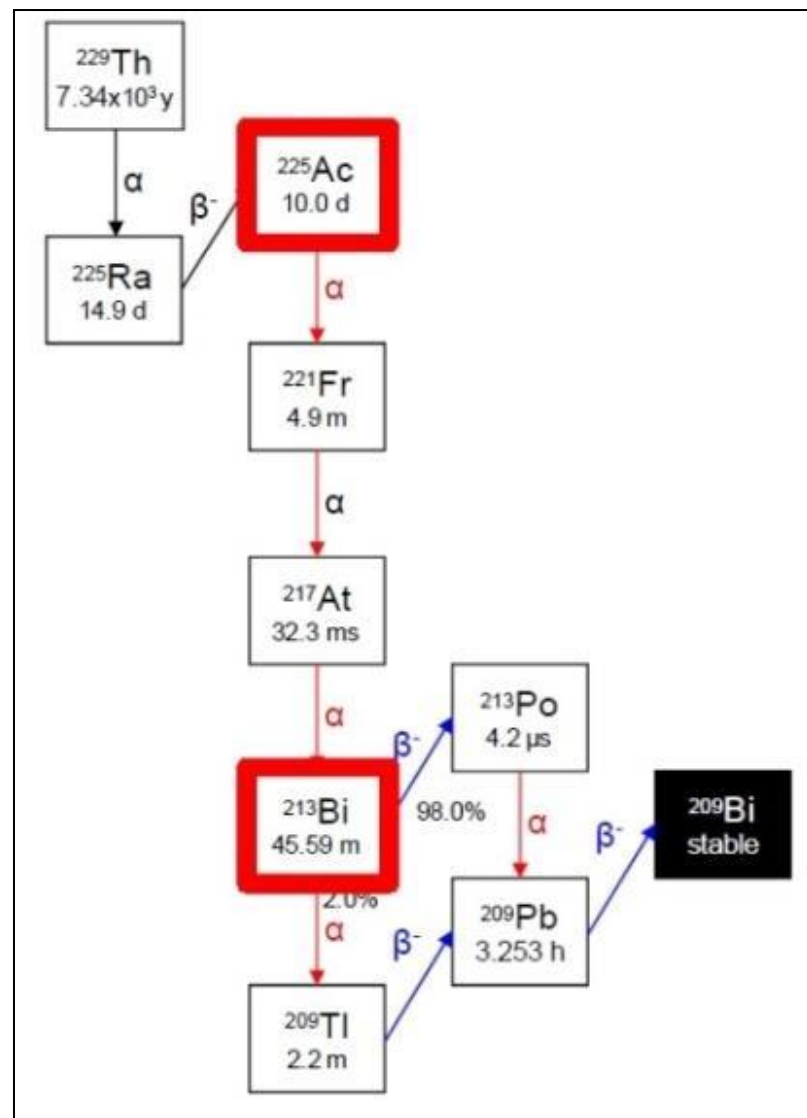 ²²⁹Th
7.34x10³ y
α
β⁻
²²⁵Ac
10.0 d
²²⁵Ra
14.9 d
α
²²¹Fr
4.9 m
α
²¹⁷At
32.3 ms
α
²¹³Po
4.2 µs
β⁻
98.0%
²¹³Bi
45.59 m
α
²⁰⁹Bi
stable
β⁻
2.0%
α
²⁰⁹Pb
3.253 h
β⁻
²⁰⁹Tl
2.2 m